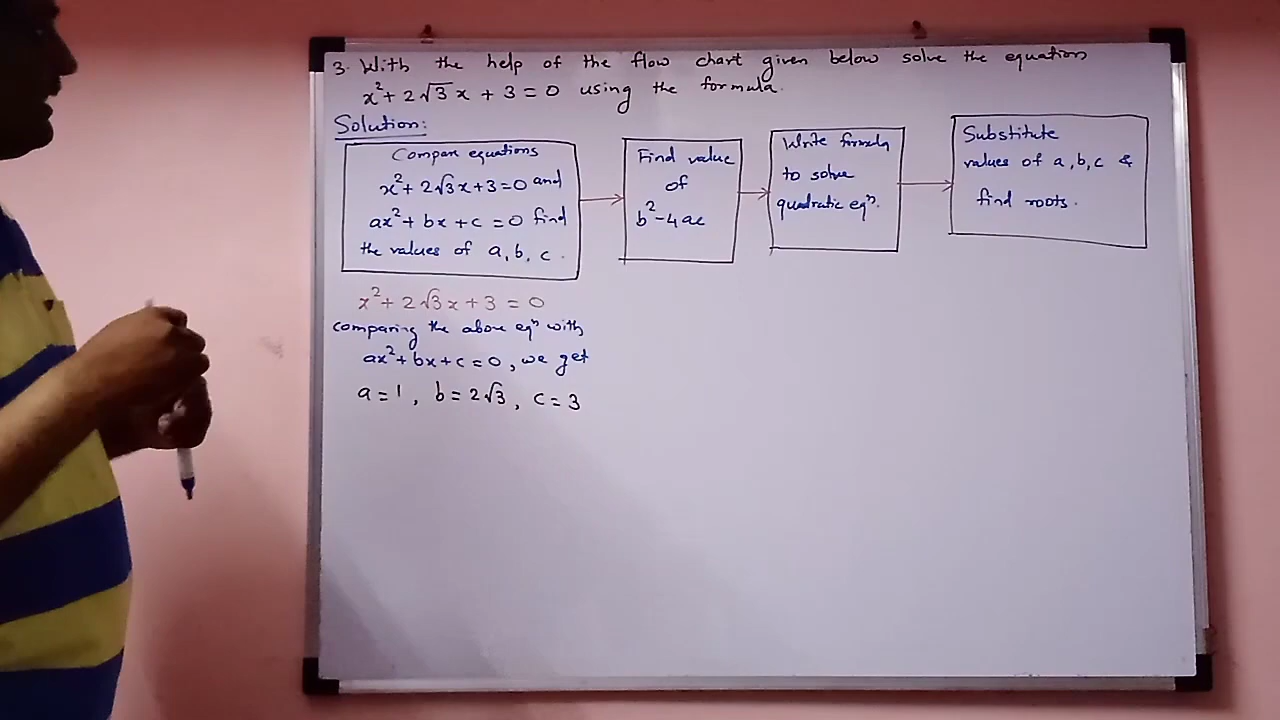 3. With the help of the flow chart given below solve the equation
x²+2√3x+3=0 using the formula.
Solution:
Compare equations
x²+2√3x+3=0 and
ax²+bx+c=0 find
the values of a, b, c.
Find value
of
b²-4ac
Write formula
to solve
quadratic eqⁿ.
Substitute
values of a, b, c &
find roots.
x²+2√3x+3=0
comparing the above eqⁿ with
ax²+bx+c=0, we get
a=1, b=2√3, c=3